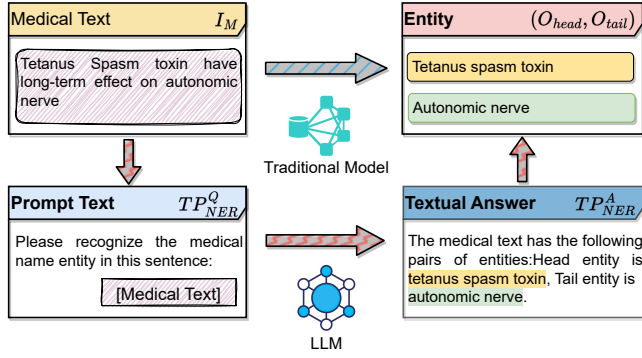 Medical Text I_M
Tetanus Spasm toxin have
long-term effect on autonomic
nerve
Traditional Model
Entity (O_head, O_tail)
Tetanus spasm toxin
Autonomic nerve
Prompt Text TP^Q_NER
Please recognize the medical
name entity in this sentence:
[Medical Text]
LLM
Textual Answer TP^A_NER
The medical text has the following
pairs of entities:Head entity is
tetanus spasm toxin, Tail entity is
autonomic nerve.